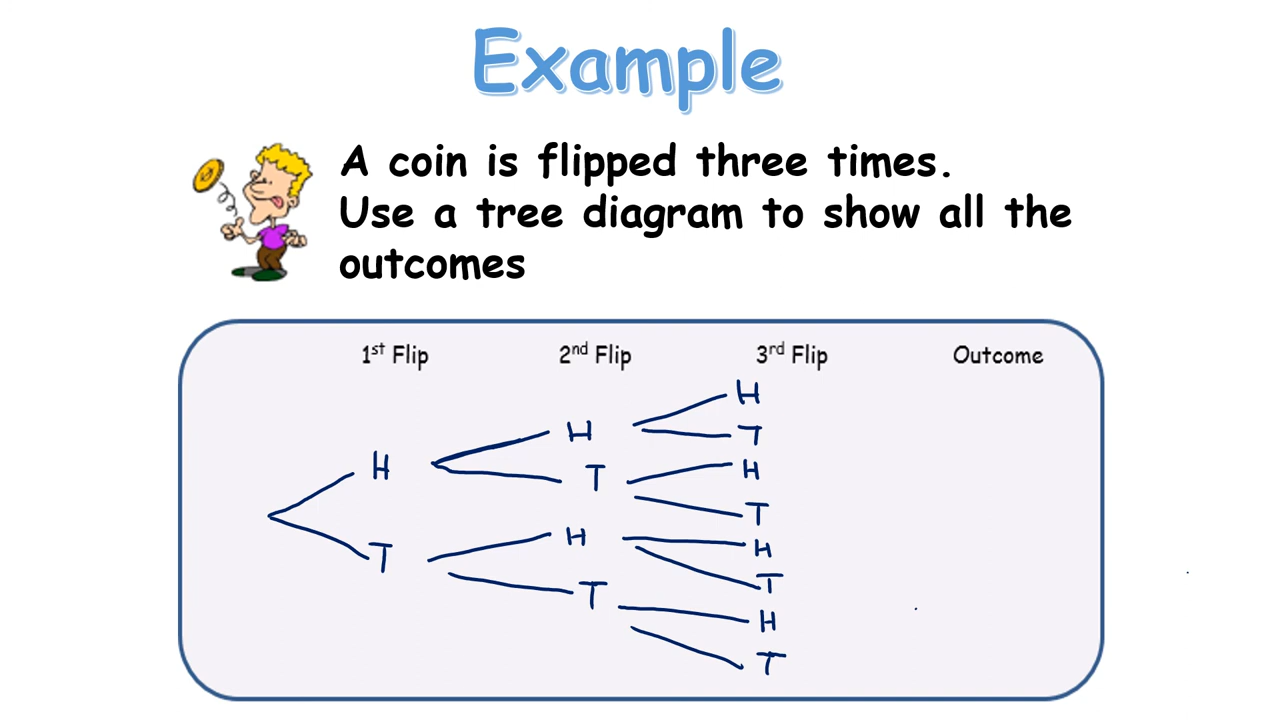 Example
A coin is flipped three times.
Use a tree diagram to show all the
outcomes
1st Flip 2nd Flip 3rd Flip Outcome
H
H
T
H
H
T
T
T
H
H
T
T
H
T